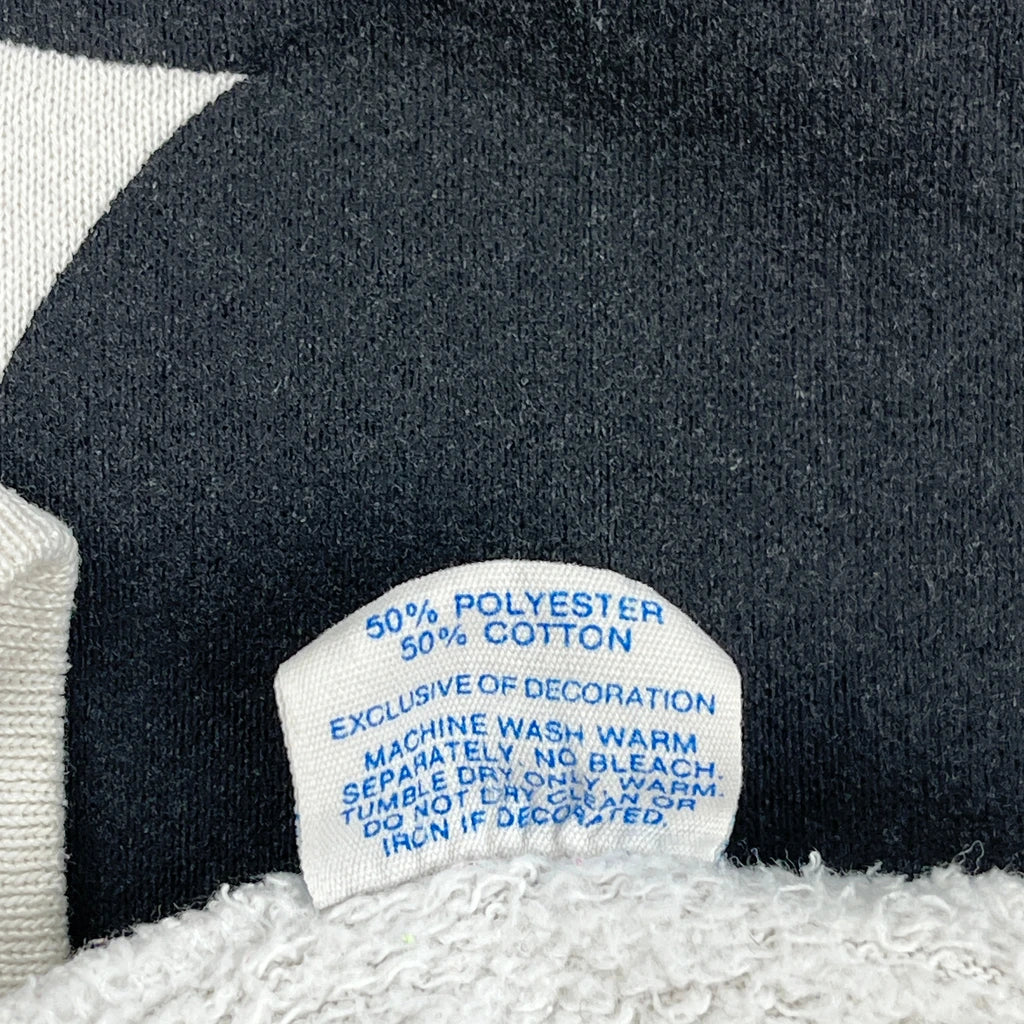 50% POLYESTER
50% COTTON
EXCLUSIVE OF DECORATION
MACHINE WASH WARM
SEPARATELY. NO BLEACH.
TUMBLE DRY ONLY, WARM.
DO NOT DRY CLEAN OR
IRON IF DECORATED.